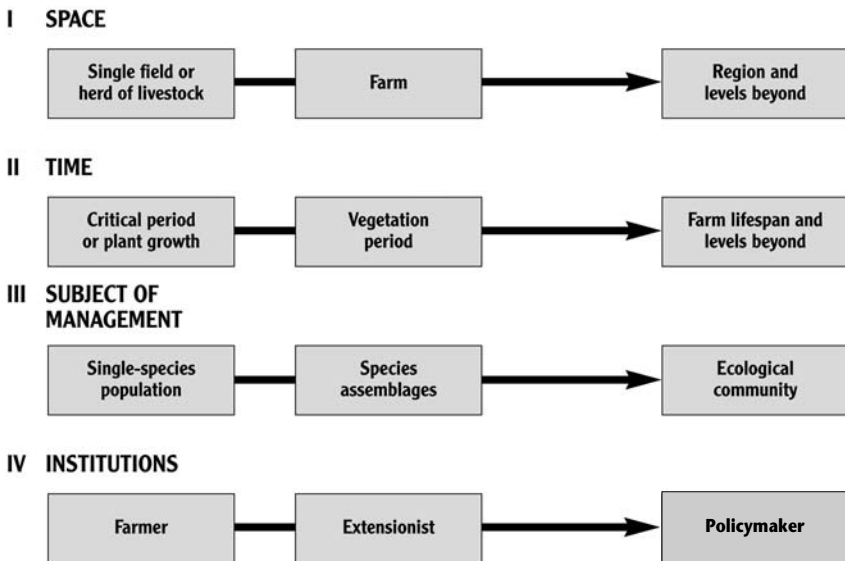 I SPACE
Single field or
herd of livestock
Farm
Region and
levels beyond
II TIME
Critical period
or plant growth
Vegetation
period
Farm lifespan and
levels beyond
III SUBJECT OF
MANAGEMENT
Single-species
population
Species
assemblages
Ecological
community
IV INSTITUTIONS
Farmer
Extensionist
Policymaker